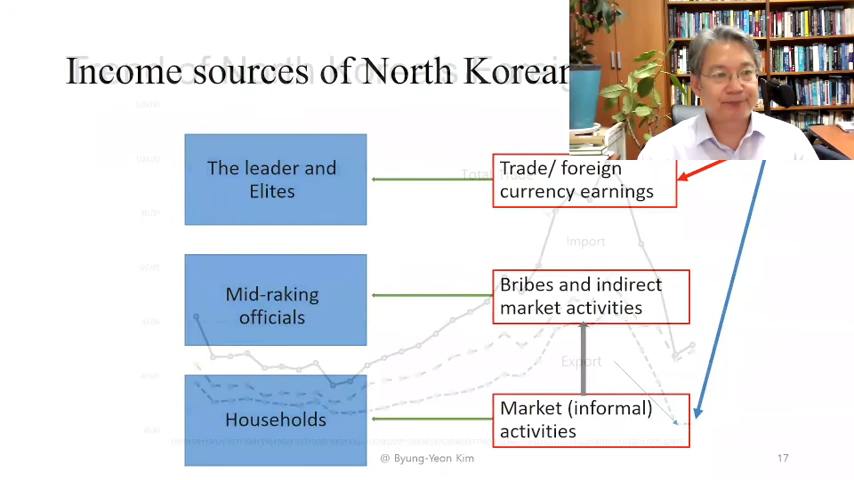 Income sources of North Korean
The leader and
Elites
Trade/ foreign
currency earnings
Total Trade
Import
Mid-raking
officials
Bribes and indirect
market activities
Export
Households
Market (informal)
activities
@ Byung-Yeon Kim
17